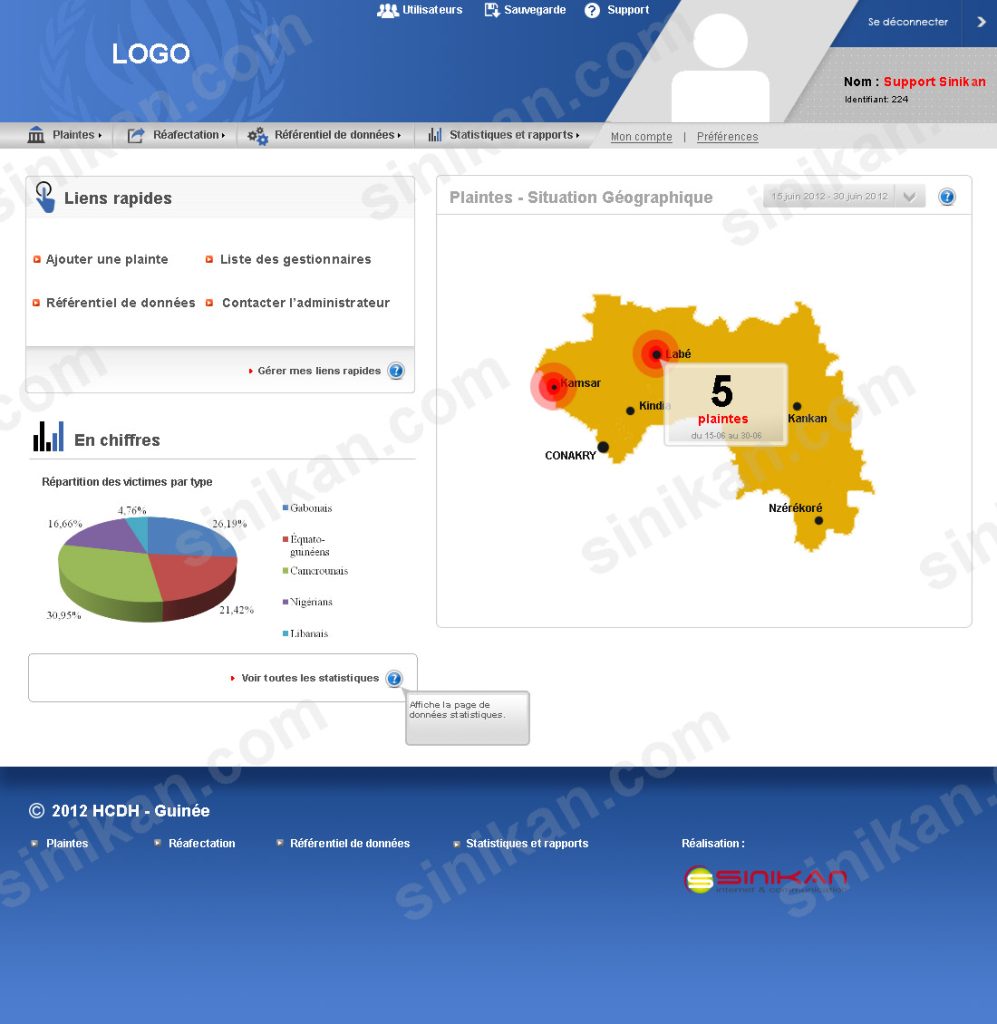 Utilisateurs
Sauvegarde
Support
Se déconnecter
LOGO
Nom : Support Sinikan
Identifiant: 224
Plaintes
Réafectation
Référentiel de données
Statistiques et rapports
Mon compte | Préférences
Liens rapides
Ajouter une plainte
Liste des gestionnaires
Référentiel de données
Contacter l'administrateur
Gérer mes liens rapides
En chiffres
Répartition des victimes par type
4,76%
26,19%
16,66%
30,95%
21,42%
Gabonais
Équato-
guinéens
Camerounais
Nigérians
Libanais
Voir toutes les statistiques
Affiche la page de
données statistiques.
Plaintes - Situation Géographique
15 juin 2012 - 30 juin 2012
Labé
Kamsar
Kindia
5
plaintes
du 15-06 au 30-06
Kankan
CONAKRY
Nzérékoré
© 2012 HCDH - Guinée
Plaintes
Réafectation
Référentiel de données
Statistiques et rapports
Réalisation :
SINIKAN
internet & communication
sinikan.com